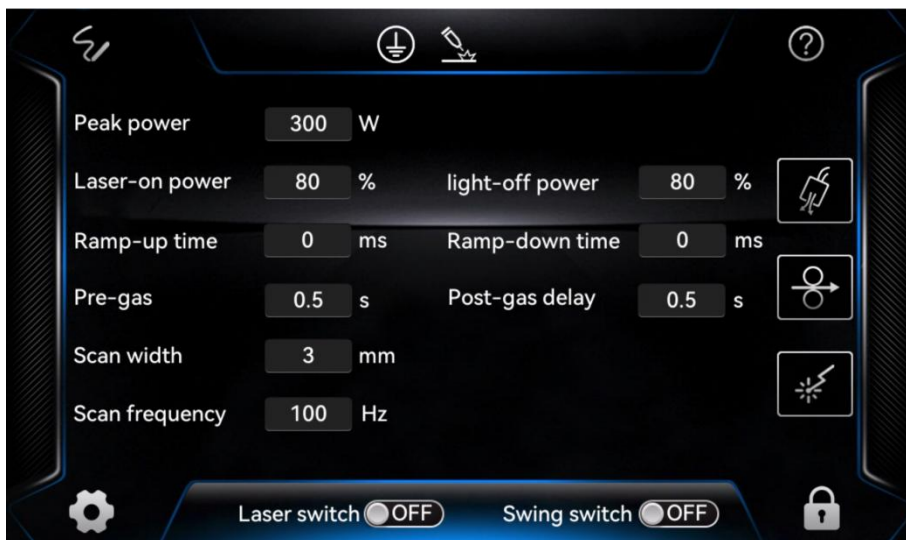 Peak power 300 W
Laser-on power 80 % light-off power 80 %
Ramp-up time 0 ms Ramp-down time 0 ms
Pre-gas 0.5 s Post-gas delay 0.5 s
Scan width 3 mm
Scan frequency 100 Hz
Laser switch OFF Swing switch OFF